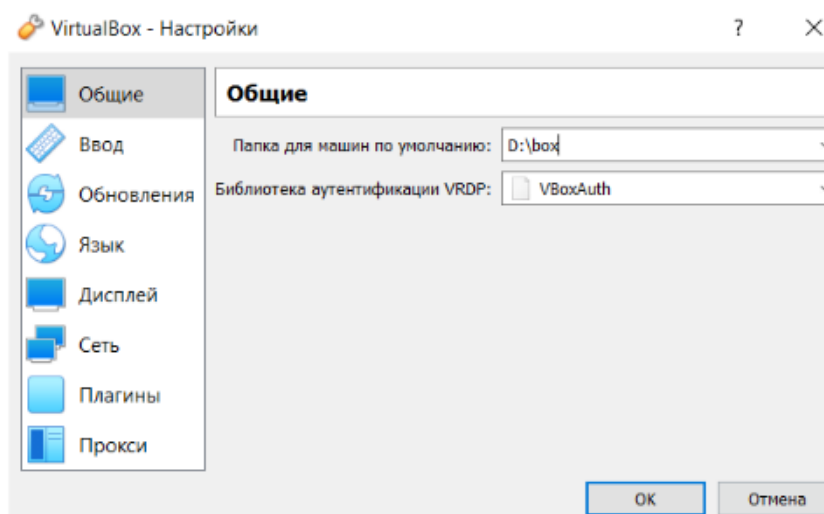 VirtualBox - Настройки ?
Общие
Ввод
Обновления
Язык
Дисплей
Сеть
Плагины
Прокси
Общие
Папка для машин по умолчанию: D:\box
Библиотека аутентификации VRDP: VBoxAuth
OK Отмена